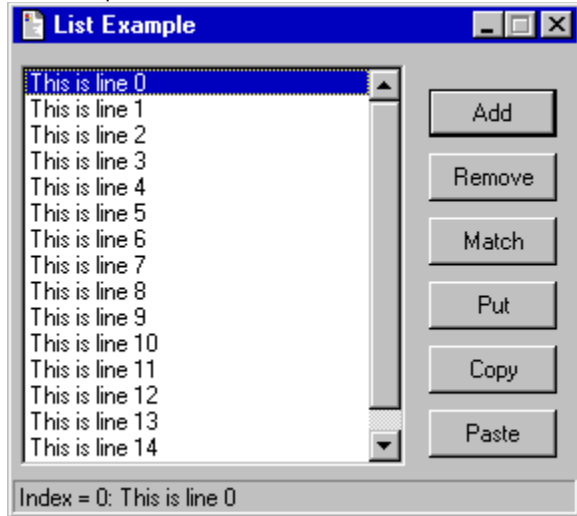 List Example
This is line 0
This is line 1
This is line 2
This is line 3
This is line 4
This is line 5
This is line 6
This is line 7
This is line 8
This is line 9
This is line 10
This is line 11
This is line 12
This is line 13
This is line 14
Add
Remove
Match
Put
Copy
Paste
Index = 0: This is line 0